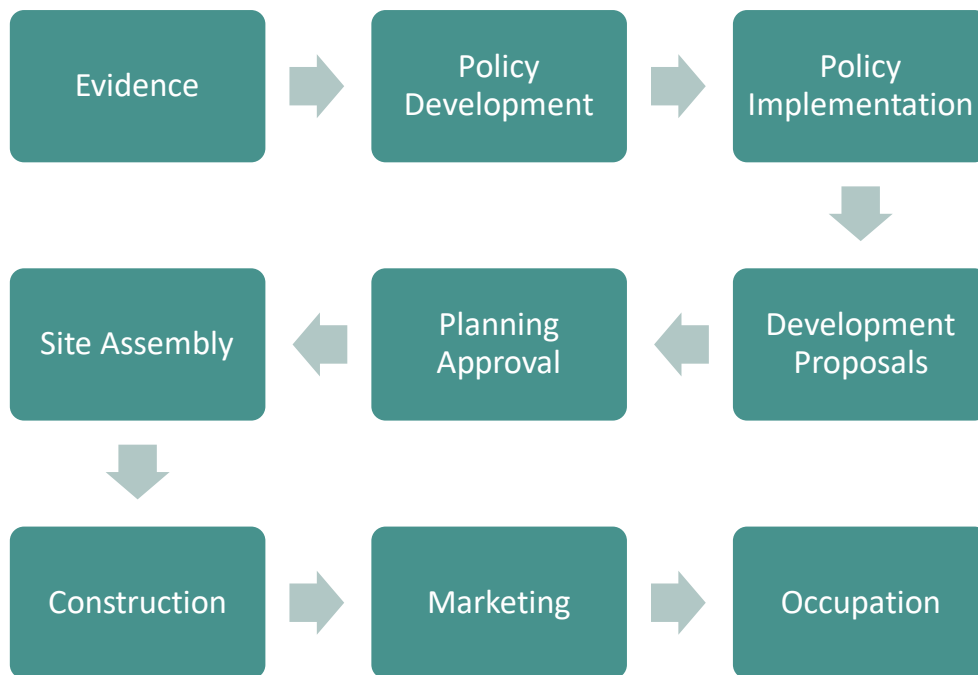 Evidence
Policy
Development
Policy
Implementation
Development
Proposals
Planning
Approval
Site Assembly
Construction
Marketing
Occupation